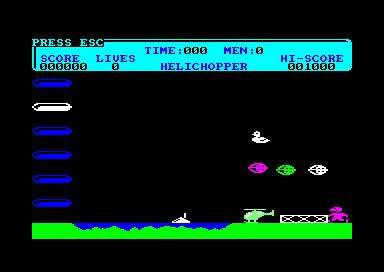 PRESS ESC
TIME:000 MEN:0
SCORE LIVES HI-SCORE
000000 0 HELICHOPPER 001000